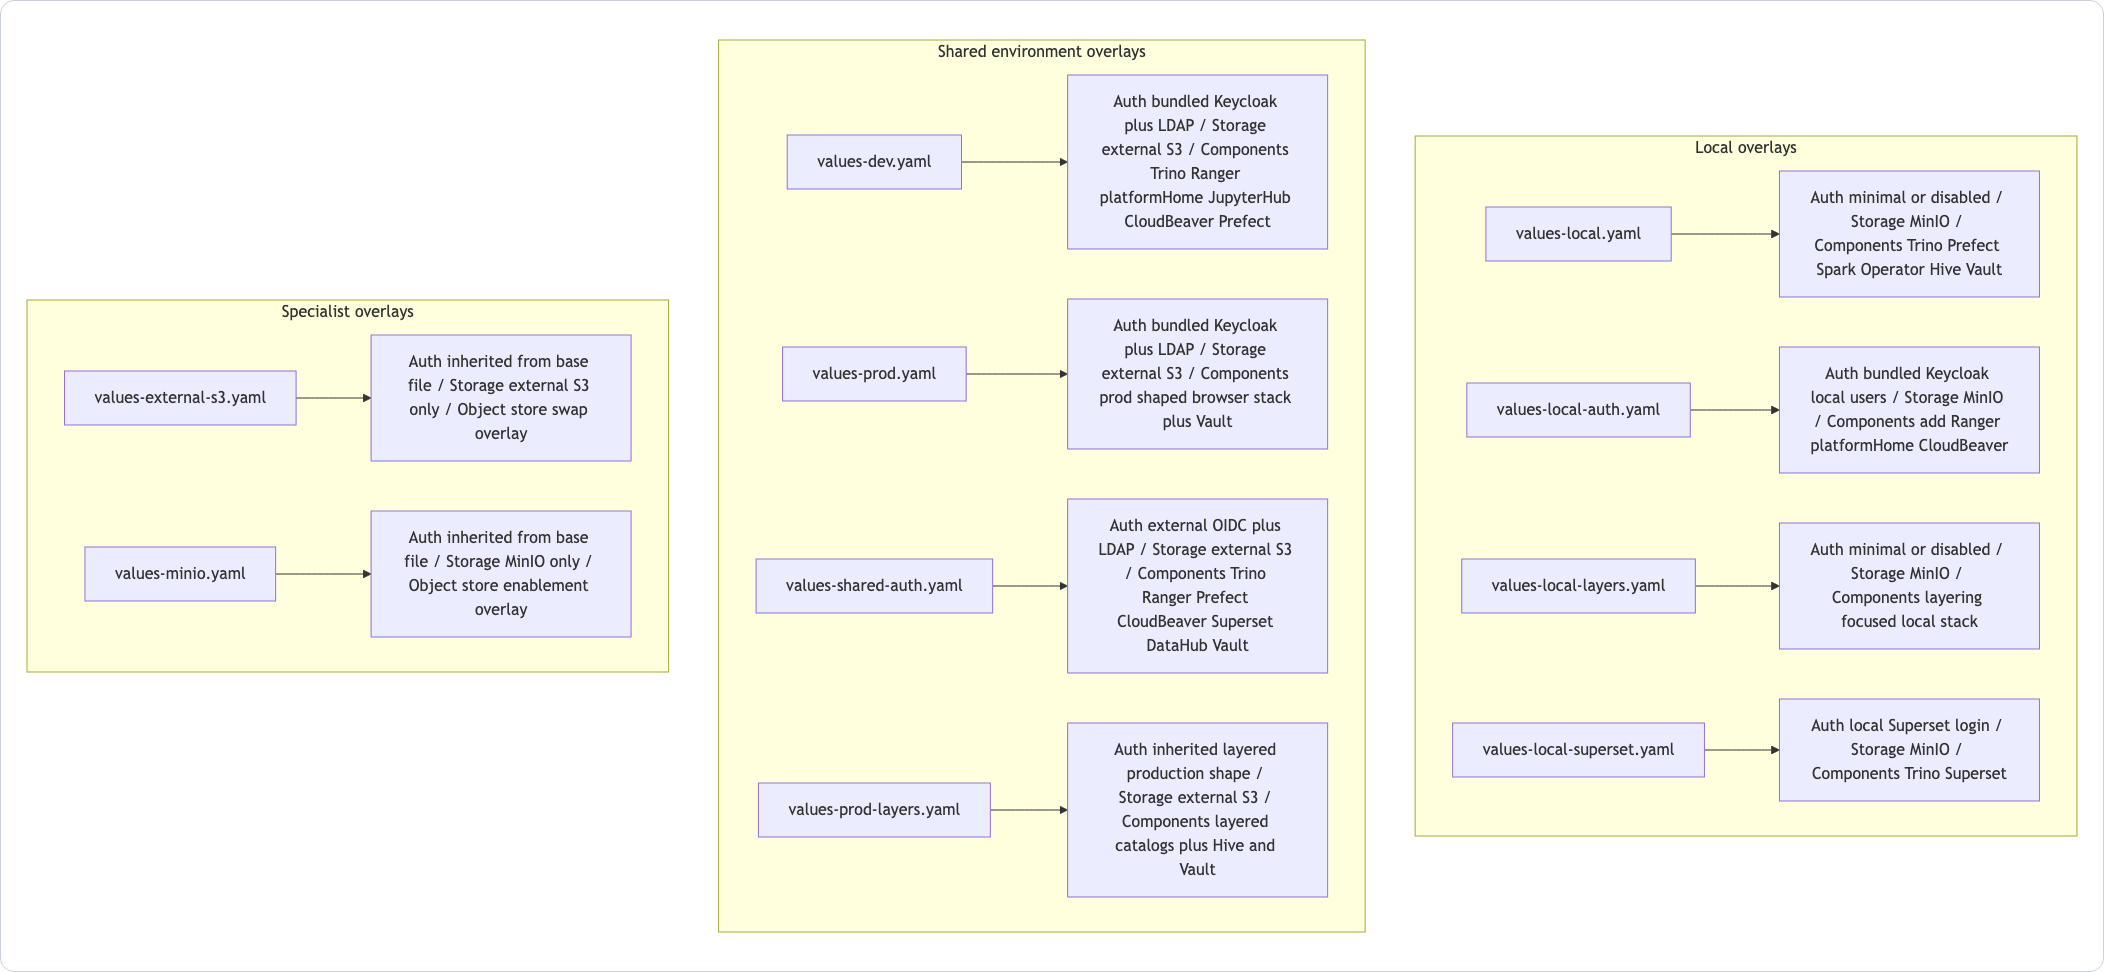 Specialist overlays
values-external-s3.yaml
Auth inherited from base
file / Storage external S3
only / Object store swap
overlay
values-minio.yaml
Auth inherited from base
file / Storage MinIO only /
Object store enablement
overlay
Shared environment overlays
values-dev.yaml
Auth bundled Keycloak
plus LDAP / Storage
external S3 / Components
Trino Ranger
platformHome JupyterHub
CloudBeaver Prefect
values-prod.yaml
Auth bundled Keycloak
plus LDAP / Storage
external S3 / Components
prod shaped browser stack
plus Vault
values-shared-auth.yaml
Auth external OIDC plus
LDAP / Storage external S3
/ Components Trino
Ranger Prefect
CloudBeaver Superset
DataHub Vault
values-prod-layers.yaml
Auth inherited layered
production shape /
Storage external S3 /
Components layered
catalogs plus Hive and
Vault
Local overlays
values-local.yaml
Auth minimal or disabled /
Storage MinIO /
Components Trino Prefect
Spark Operator Hive Vault
values-local-auth.yaml
Auth bundled Keycloak
local users / Storage MinIO
/ Components add Ranger
platformHome CloudBeaver
values-local-layers.yaml
Auth minimal or disabled /
Storage MinIO /
Components layering
focused local stack
values-local-superset.yaml
Auth local Superset login /
Storage MinIO /
Components Trino Superset